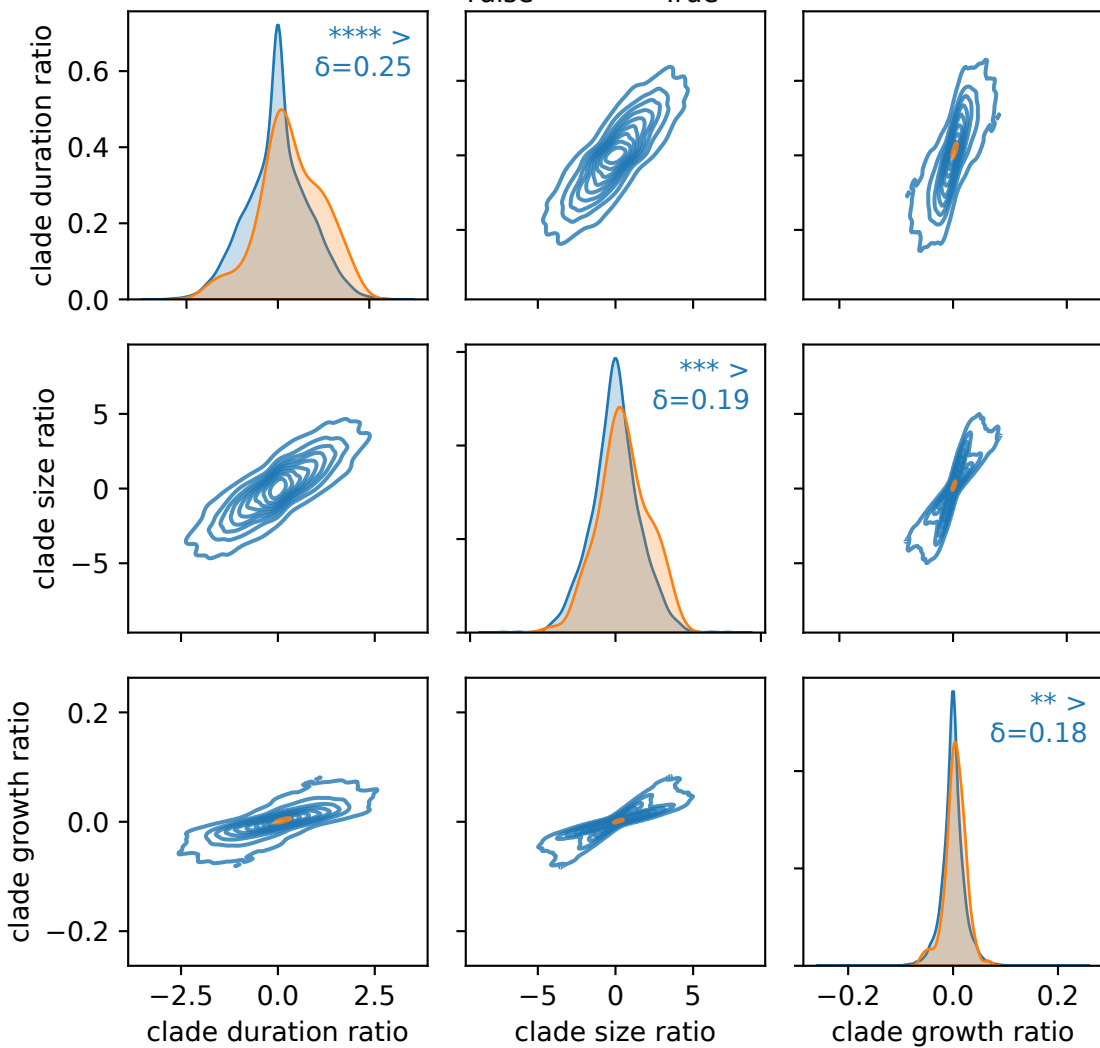 **** >
δ=0.25
clade duration ratio
0.6
0.4
0.2
0.0
*** >
δ=0.19
clade size ratio
5
0
−5
** >
δ=0.18
clade growth ratio
0.2
0.0
−0.2
−2.5 0.0 2.5 −5 0 5 −0.2 0.0 0.2
clade duration ratio clade size ratio clade growth ratio